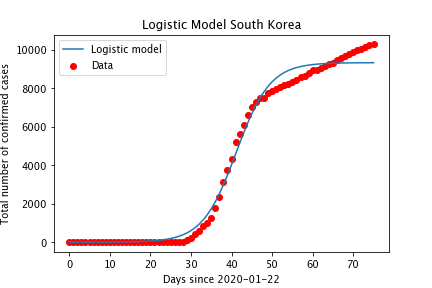 Logistic Model South Korea
Logistic model
Data
Total number of confirmed cases
10000
8000
6000
4000
2000
0
0 10 20 30 40 50 60 70
Days since 2020-01-22